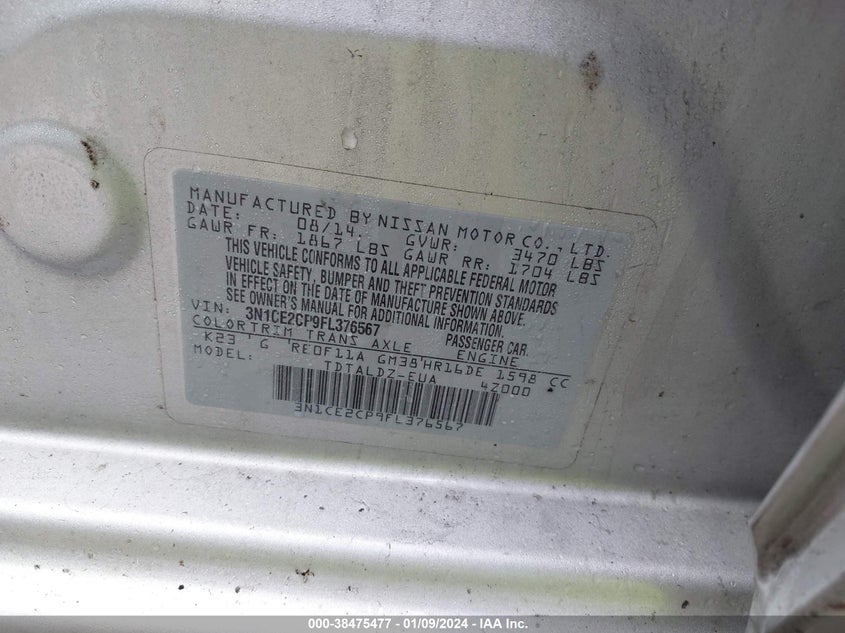 MANUFACTURED BY NISSAN MOTOR CO., LTD.
DATE: 08/14. GVWR: 3470 LBS
GAWR FR: 1867 LBS GAWR RR: 1704 LBS
THIS VEHICLE CONFORMS TO ALL APPLICABLE FEDERAL MOTOR
VEHICLE SAFETY, BUMPER AND THEFT PREVENTION STANDARDS
IN EFFECT ON THE DATE OF MANUFACTURE SHOWN ABOVE.
SEE OWNER'S MANUAL FOR ADDITIONAL INFORMATION.
VIN: 3N1CE2CP9FL376567 PASSENGER CAR.
COLOR TRIM TRANS AXLE ENGINE
K23 G RE0F11A GM38 HR16DE 1598 CC
MODEL: TDTALDZ-EUA 4Z000
3N1CE2CP9FL376567
000-38475477 - 01/09/2024 - IAA Inc.